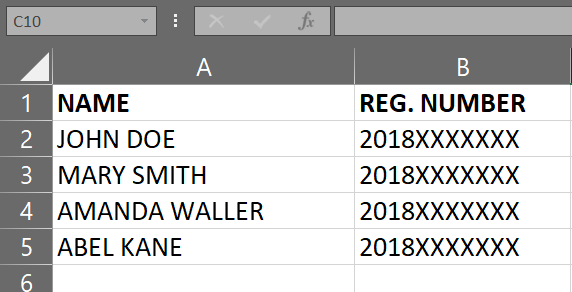 C10 fx
A B
1 NAME REG. NUMBER
2 JOHN DOE 2018XXXXXXX
3 MARY SMITH 2018XXXXXXX
4 AMANDA WALLER 2018XXXXXXX
5 ABEL KANE 2018XXXXXXX
6